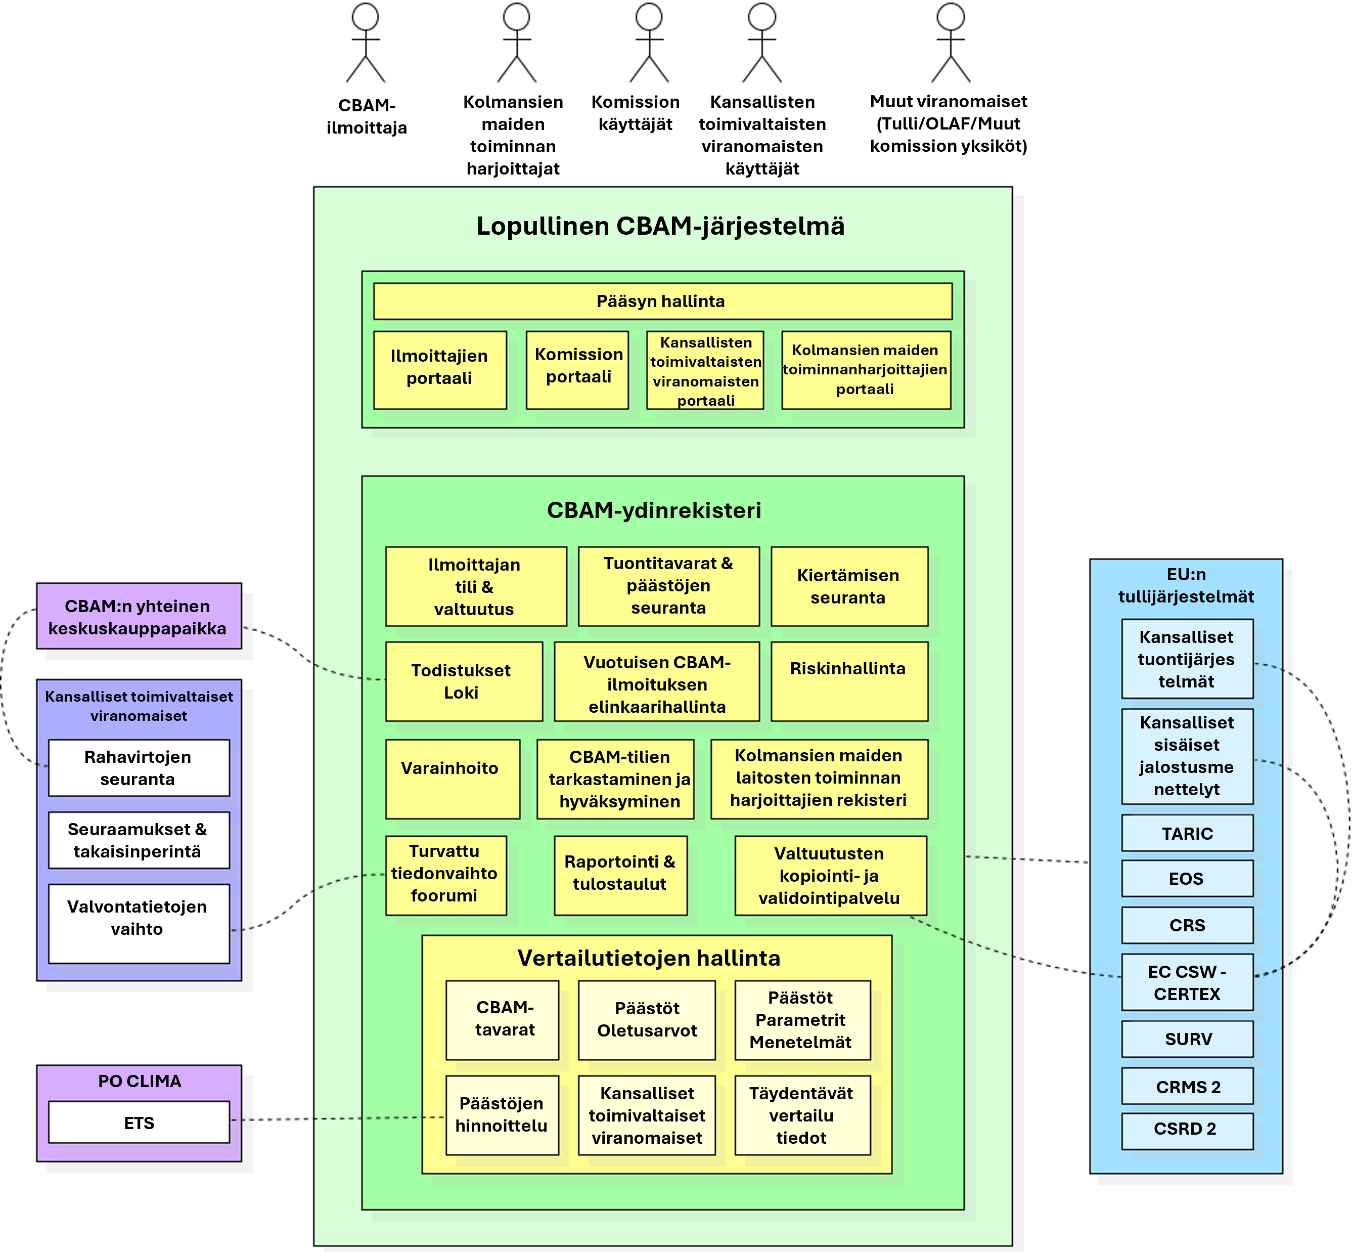 CBAM-
ilmoittaja
Kolmansien
maiden
toiminnan
harjoittajat
Komission
käyttäjät
Kansallisten
toimivaltaisten
viranomaisten
käyttäjät
Muut viranomaiset
(Tulli/OLAF/Muut
komission yksiköt)
Lopullinen CBAM-järjestelmä
Pääsyn hallinta
Ilmoittajien
portaali
Komission
portaali
Kansallisten
toimivaltaisten
viranomaisten
portaali
Kolmansien maiden
toiminnanharjoittajien
portaali
CBAM-ydinrekisteri
Ilmoittajan
tili &
valtuutus
Tuontitavarat &
päästöjen
seuranta
Kiertämisen
seuranta
Todistukset
Loki
Vuotuisen CBAM-
ilmoituksen
elinkaarihallinta
Riskinhallinta
Varainhoito
CBAM-tilien
tarkastaminen ja
hyväksyminen
Kolmansien maiden
laitosten toiminnan
harjoittajien rekisteri
Turvattu
tiedonvaihto
foorumi
Raportointi &
tulostaulut
Valtuutusten
kopiointi- ja
validointipalvelu
Vertailutietojen hallinta
CBAM-
tavarat
Päästöt
Oletusarvot
Päästöt
Parametrit
Menetelmät
Päästöjen
hinnoittelu
Kansalliset
toimivaltaiset
viranomaiset
Täydentävät
vertailu
tiedot
CBAM:n yhteinen
keskuskauppapaikka
Kansalliset toimivaltaiset
viranomaiset
Rahavirtojen
seuranta
Seuraamukset &
takaisinperintä
Valvontatietojen
vaihto
PO CLIMA
ETS
EU:n
tullijärjestelmät
Kansalliset
tuontijärjes
telmät
Kansalliset
sisäiset
jalostusme
nettelyt
TARIC
EOS
CRS
EC CSW -
CERTEX
SURV
CRMS 2
CSRD 2